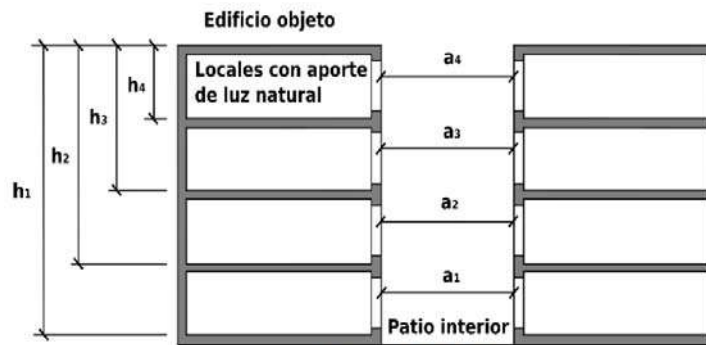 Edificio objeto
Locales con aporte
de luz natural
h4
h3
h2
h1
a4
a3
a2
a1
Patio interior